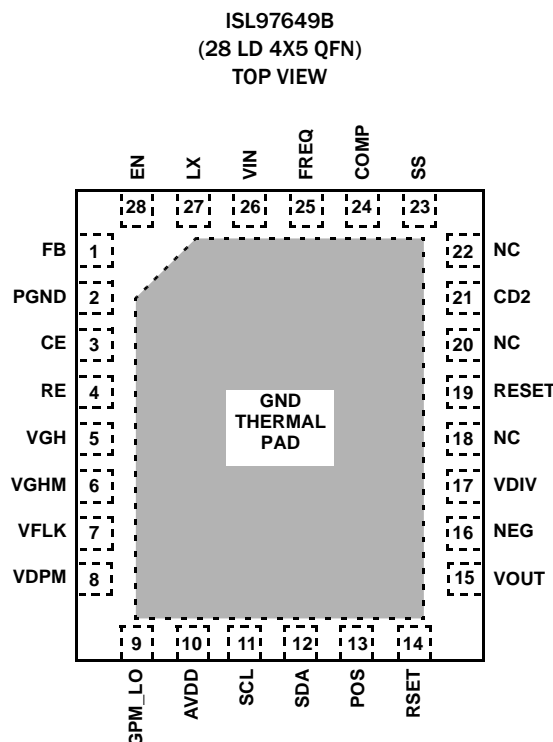 ISL97649B
(28 LD 4X5 QFN)
TOP VIEW
EN LX VIN FREQ COMP SS
28 27 26 25 24 23
FB 1 22 NC
PGND 2 21 CD2
CE 3 20 NC
RE 4 19 RESET
VGH 5 18 NC
VGHM 6 17 VDIV
VFLK 7 16 NEG
VDPM 8 15 VOUT
GND
THERMAL
PAD
9 10 11 12 13 14
GPM_LO AVDD SCL SDA POS RSET